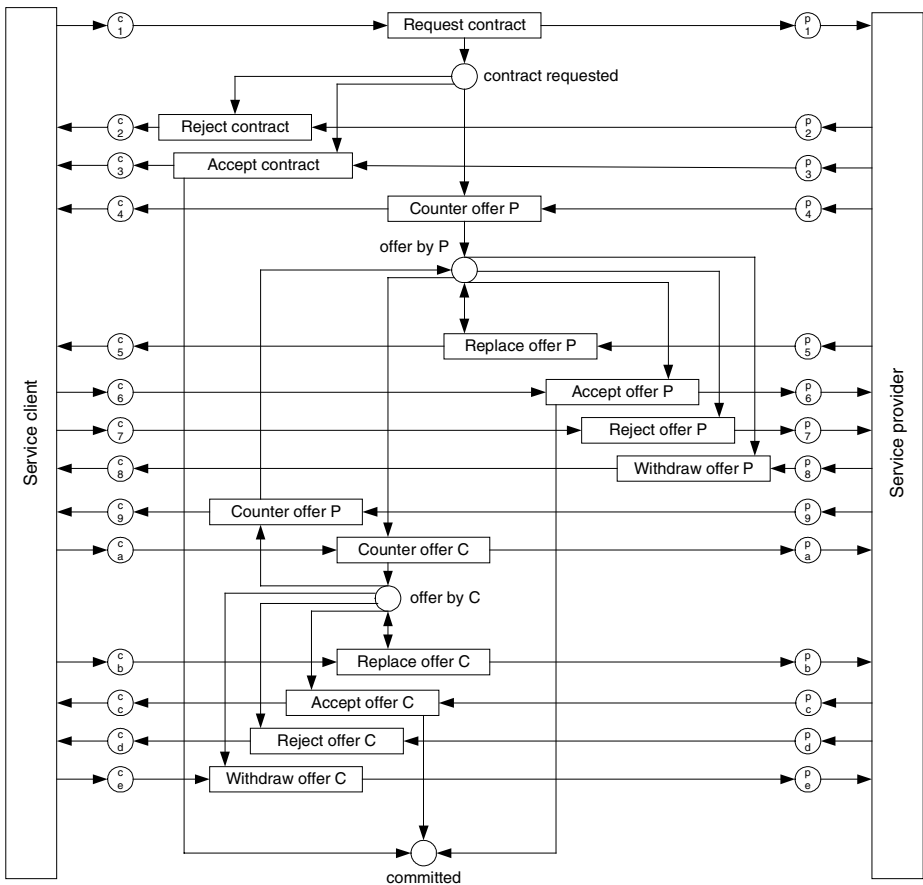 c
1
Request contract
p
1
contract requested
c
2
Reject contract
p
2
c
3
Accept contract
p
3
c
4
Counter offer P
p
4
offer by P
c
5
Replace offer P
p
5
c
6
Accept offer P
p
6
c
7
Reject offer P
p
7
c
8
Withdraw offer P
p
8
c
9
Counter offer P
p
9
c
a
Counter offer C
p
a
offer by C
c
b
Replace offer C
p
b
c
c
Accept offer C
p
c
c
d
Reject offer C
p
d
c
e
Withdraw offer C
p
e
committed
Service client
Service provider